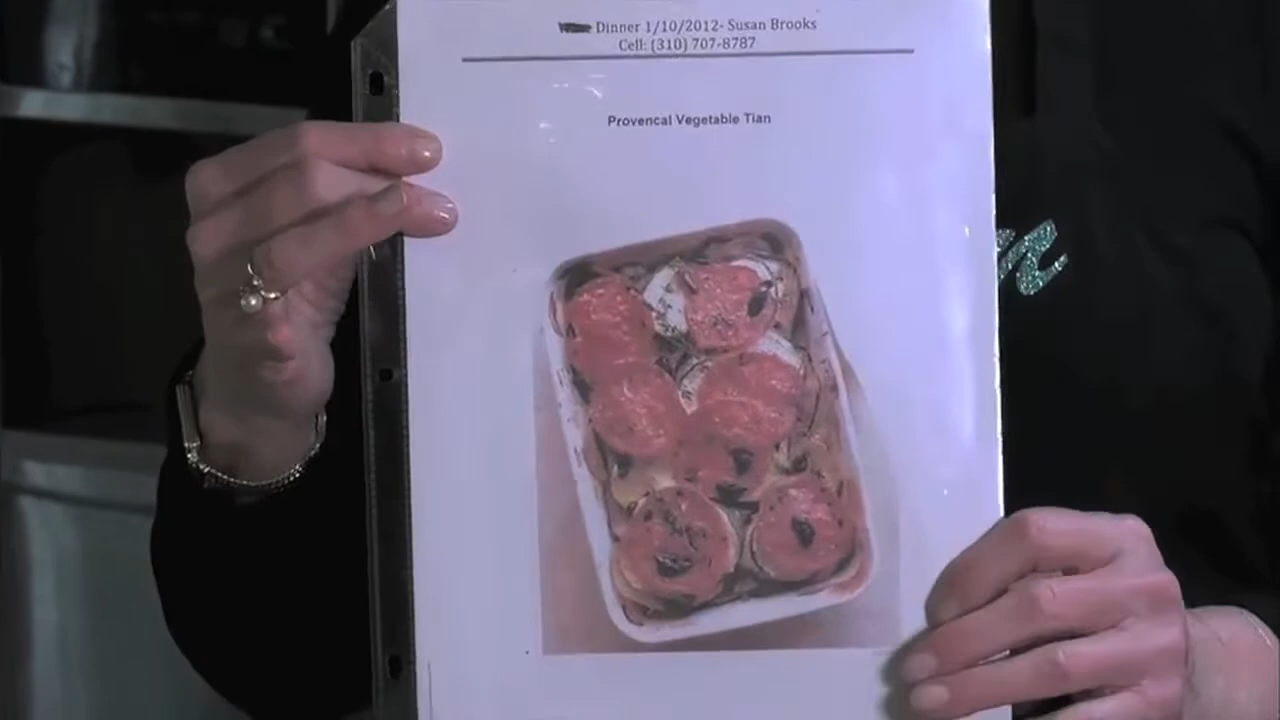 Dinner 1/10/2012- Susan Brooks
Cell: (310) 707-8787
Provencal Vegetable Tian
n